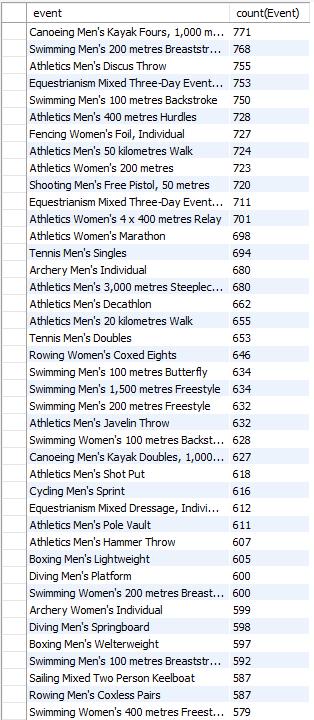 event count(Event)
Canoeing Men's Kayak Fours, 1,000 m... 771
Swimming Men's 200 metres Breaststr... 768
Athletics Men's Discus Throw 755
Equestrianism Mixed Three-Day Event... 753
Swimming Men's 100 metres Backstroke 750
Athletics Men's 400 metres Hurdles 728
Fencing Women's Foil, Individual 727
Athletics Men's 50 kilometres Walk 724
Athletics Women's 200 metres 723
Shooting Men's Free Pistol, 50 metres 720
Equestrianism Mixed Three-Day Event... 711
Athletics Women's 4 x 400 metres Relay 701
Athletics Women's Marathon 698
Tennis Men's Singles 694
Archery Men's Individual 680
Athletics Men's 3,000 metres Steeplec... 680
Athletics Men's Decathlon 662
Athletics Men's 20 kilometres Walk 655
Tennis Men's Doubles 653
Rowing Women's Coxed Eights 646
Swimming Men's 100 metres Butterfly 634
Swimming Men's 1,500 metres Freestyle 634
Swimming Men's 200 metres Freestyle 632
Athletics Men's Javelin Throw 632
Swimming Women's 100 metres Backst... 628
Canoeing Men's Kayak Doubles, 1,000... 627
Athletics Men's Shot Put 618
Cycling Men's Sprint 616
Equestrianism Mixed Dressage, Indivi... 612
Athletics Men's Pole Vault 611
Athletics Men's Hammer Throw 607
Boxing Men's Lightweight 605
Diving Men's Platform 600
Swimming Women's 200 metres Breast... 600
Archery Women's Individual 599
Diving Men's Springboard 598
Boxing Men's Welterweight 597
Swimming Men's 100 metres Breaststr... 592
Sailing Mixed Two Person Keelboat 587
Rowing Men's Coxless Pairs 587
Swimming Women's 400 metres Freest... 579